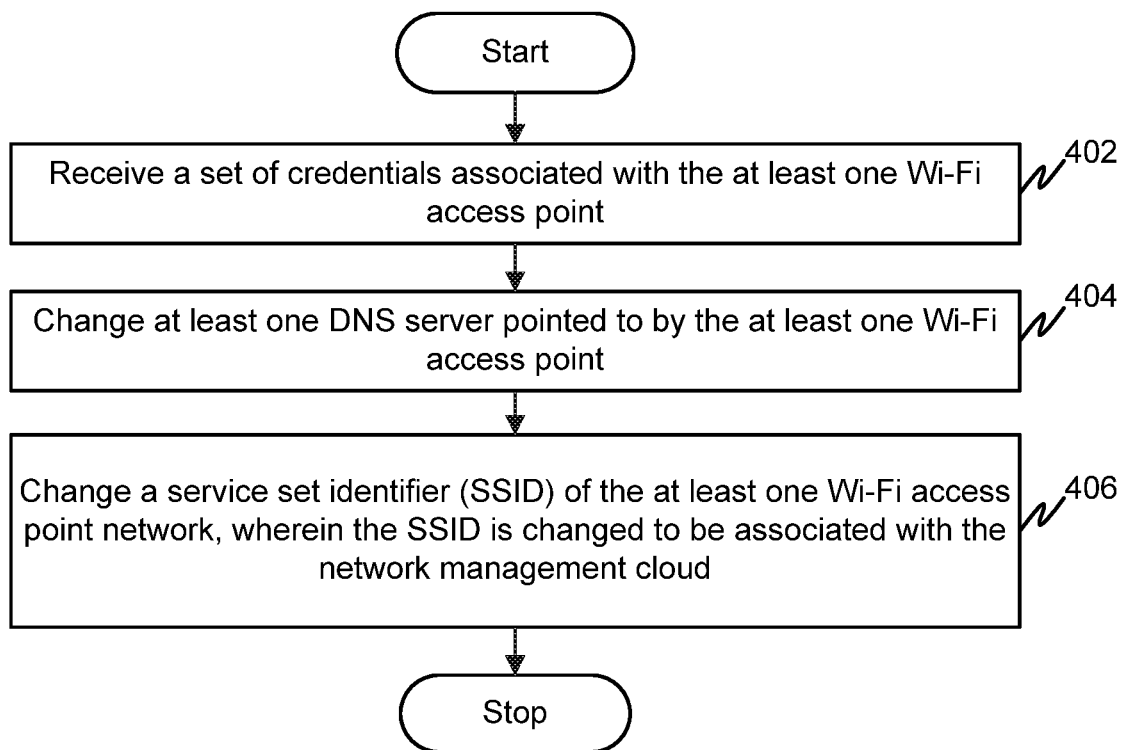 Start
Receive a set of credentials associated with the at least one Wi-Fi
access point
402
Change at least one DNS server pointed to by the at least one Wi-Fi
access point
404
Change a service set identifier (SSID) of the at least one Wi-Fi access
point network, wherein the SSID is changed to be associated with the
network management cloud
406
Stop